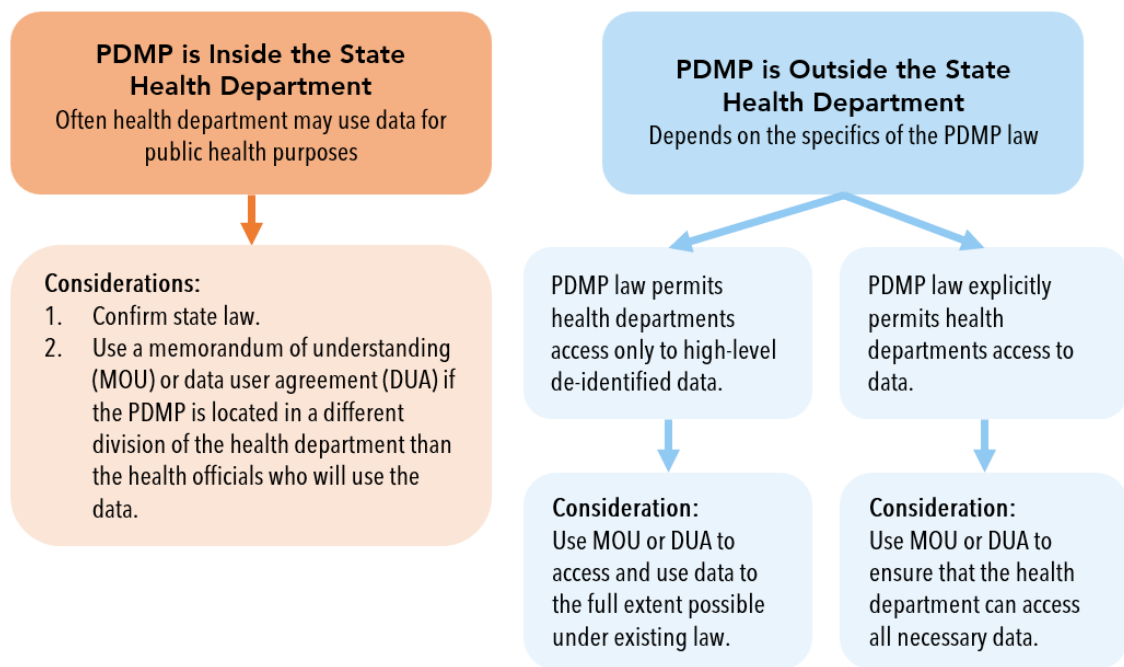 PDMP is Inside the State
Health Department
Often health department may use data for
public health purposes
Considerations:
1. Confirm state law.
2. Use a memorandum of understanding
(MOU) or data user agreement (DUA) if
the PDMP is located in a different
division of the health department than
the health officials who will use the
data.
PDMP is Outside the State
Health Department
Depends on the specifics of the PDMP law
PDMP law permits
health departments
access only to high-level
de-identified data.
Consideration:
Use MOU or DUA to
access and use data to
the full extent possible
under existing law.
PDMP law explicitly
permits health
departments access to
data.
Consideration:
Use MOU or DUA to
ensure that the health
department can access
all necessary data.